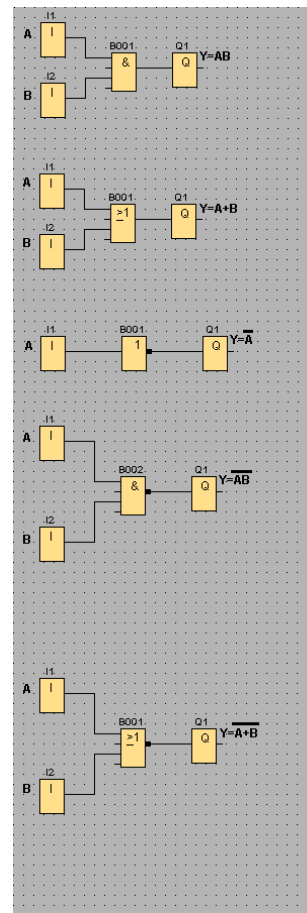 I1 B001 Q1
A I & Q Y=AB
I2
B I
I1 B001 Q1
A I ≥1 Q Y=A+B
I2
B I
I1 B001 Q1
A I 1 Q Y=A̅
I1
A I
B002 Q1
& Q Y=A̅B̅
I2
B I
I1
A I
B001 Q1
≥1 Q Y=A̅+̅B̅
I2
B I